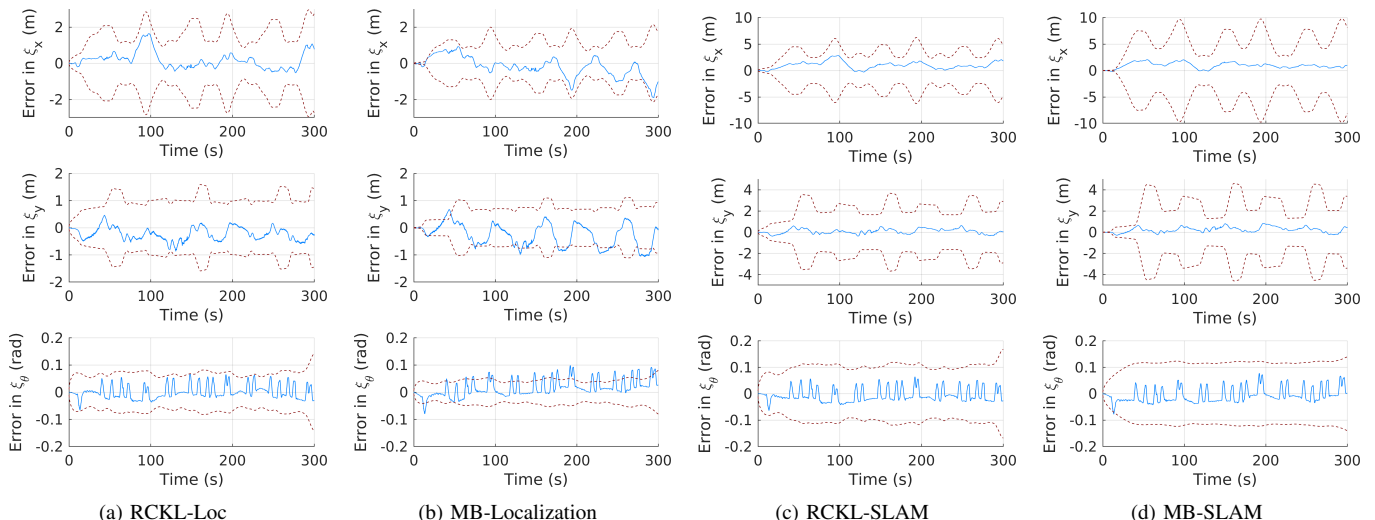 Error in ξx (m)
2
0
-2
0 100 200 300
Time (s)
Error in ξy (m)
2
1
0
-1
-2
0 100 200 300
Time (s)
Error in ξθ (rad)
0.2
0.1
0
-0.1
-0.2
0 100 200 300
Time (s)
(a) RCKL-Loc
Error in ξx (m)
2
0
-2
0 100 200 300
Time (s)
Error in ξy (m)
2
1
0
-1
-2
0 100 200 300
Time (s)
Error in ξθ (rad)
0.2
0.1
0
-0.1
-0.2
0 100 200 300
Time (s)
(b) MB-Localization
Error in ξx (m)
10
5
0
-5
-10
0 100 200 300
Time (s)
Error in ξy (m)
4
2
0
-2
-4
0 100 200 300
Time (s)
Error in ξθ (rad)
0.2
0.1
0
-0.1
-0.2
0 100 200 300
Time (s)
(c) RCKL-SLAM
Error in ξx (m)
10
5
0
-5
-10
0 100 200 300
Time (s)
Error in ξy (m)
4
2
0
-2
-4
0 100 200 300
Time (s)
Error in ξθ (rad)
0.2
0.1
0
-0.1
-0.2
0 100 200 300
Time (s)
(d) MB-SLAM